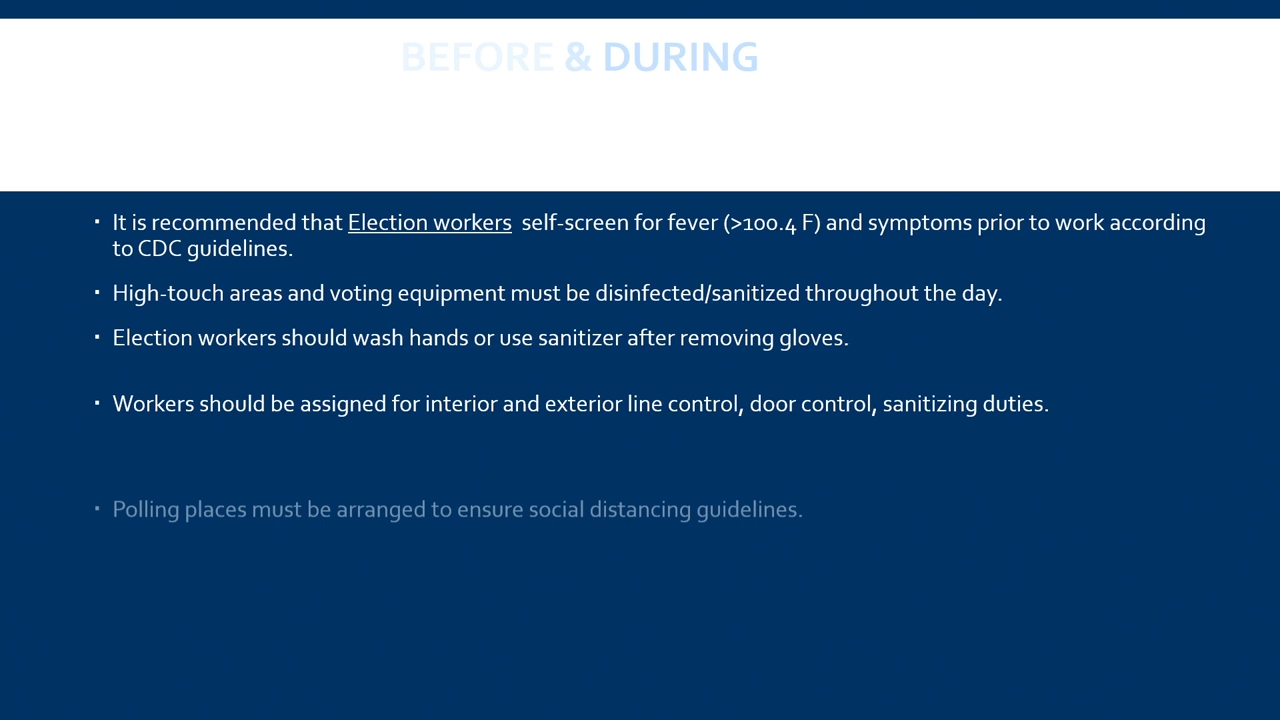 BEFORE & DURING
▪ It is recommended that Election workers self-screen for fever (>100.4 F) and symptoms prior to work according
to CDC guidelines.
▪ High-touch areas and voting equipment must be disinfected/sanitized throughout the day.
▪ Election workers should wash hands or use sanitizer after removing gloves.
▪ Workers should be assigned for interior and exterior line control, door control, sanitizing duties.
▪ Polling places must be arranged to ensure social distancing guidelines.